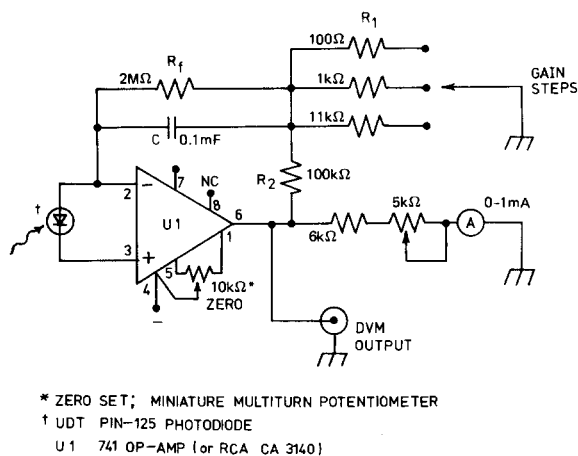 R1
100Ω
Rf
2MΩ
1kΩ
GAIN
STEPS
11kΩ
C 0.1mF
R2 100kΩ
7
NC
8
2 −
6
U1
†
1
3 +
5
4
10kΩ*
ZERO
−
6kΩ
5kΩ
A
0-1mA
DVM
OUTPUT
* ZERO SET; MINIATURE MULTITURN POTENTIOMETER
† UDT PIN-125 PHOTODIODE
U1 741 OP-AMP (or RCA CA 3140)